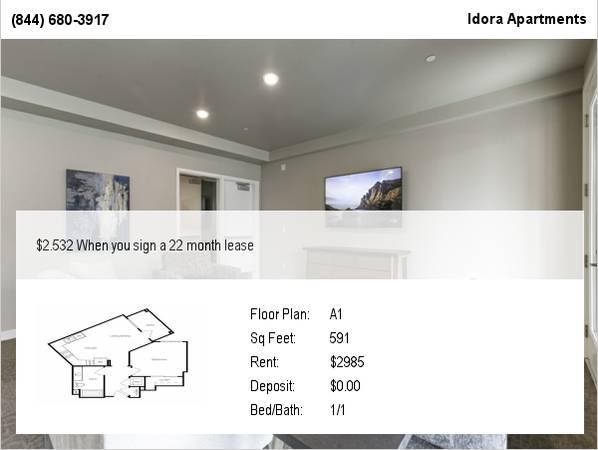 (844) 680-3917 Idora Apartments
$2.532 When you sign a 22 month lease
Floor Plan: A1
Sq Feet: 591
Rent: $2985
Deposit: $0.00
Bed/Bath: 1/1